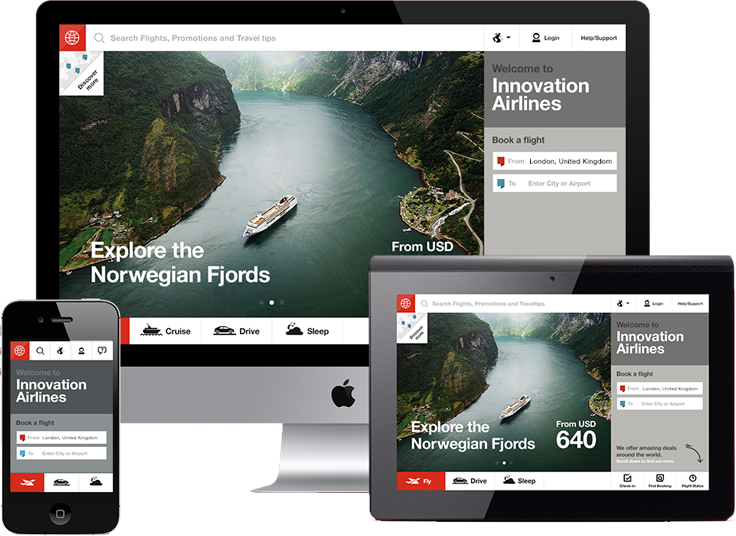 Search Flights, Promotions and Travel tips
Login
Help/Support
Discover
more
Welcome to
Innovation
Airlines
Book a flight
From London, United Kingdom
To Enter City or Airport
Explore the
Norwegian Fjords
From USD
Cruise
Drive
Sleep
Welcome to
Innovation
Airlines
Book a flight
From London, United Kingdom
To Enter City or Airport
Search Flights, Promotions and Traveltips
Login
Help/Support
Discover
more
Welcome to
Innovation
Airlines
Book a flight
From London, United Kingdom
To Enter City or Airport
Explore the
Norwegian Fjords
From USD
640
We offer amazing deals
around the world.
Scroll down to find out more.
Fly
Drive
Sleep
Check-in
Find Booking
Flight Status